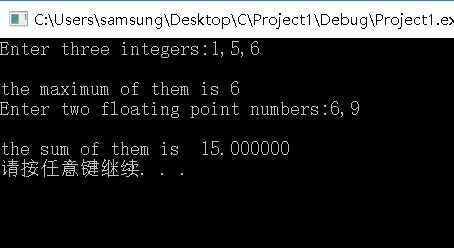 C:\Users\samsung\Desktop\C\Project1\Debug\Project1.ex
Enter three integers:1,5,6
the maximum of them is 6
Enter two floating point numbers:6,9
the sum of them is  15.000000
请按任意键继续. . .